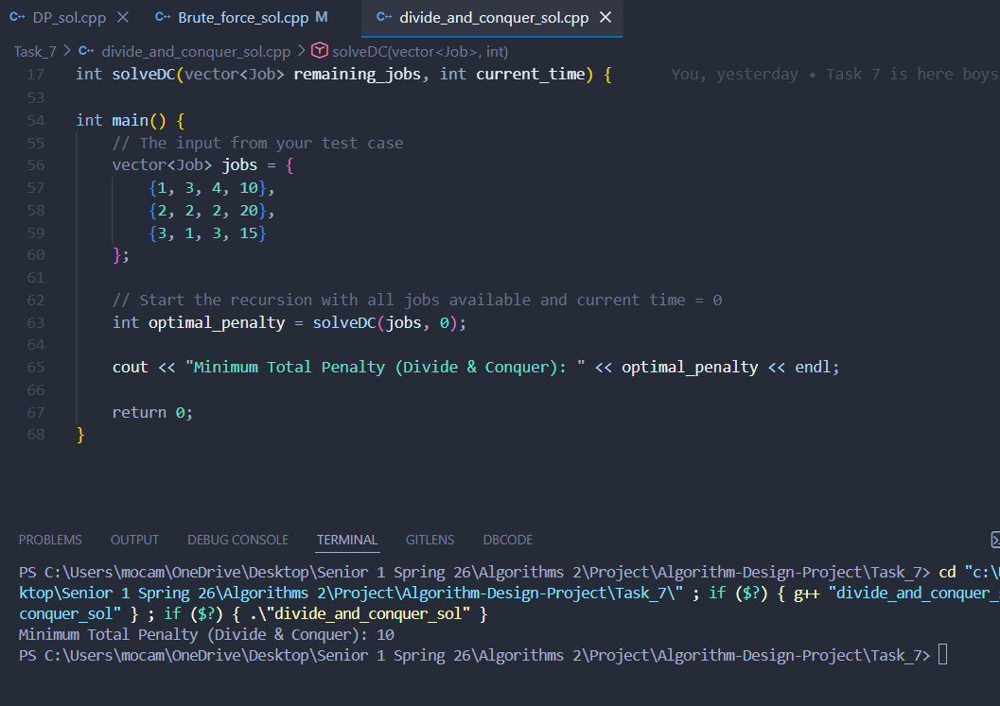 C++ DP_sol.cpp × C++ Brute_force_sol.cpp M C++ divide_and_conquer_sol.cpp ×
Task_7 > C++ divide_and_conquer_sol.cpp > solveDC(vector<Job>, int)
17 int solveDC(vector<Job> remaining_jobs, int current_time) { You, yesterday • Task 7 is here boys
53
54 int main() {
55 // The input from your test case
56 vector<Job> jobs = {
57 {1, 3, 4, 10},
58 {2, 2, 2, 20},
59 {3, 1, 3, 15}
60 };
61
62 // Start the recursion with all jobs available and current time = 0
63 int optimal_penalty = solveDC(jobs, 0);
64
65 cout << "Minimum Total Penalty (Divide & Conquer): " << optimal_penalty << endl;
66
67 return 0;
68 }
PROBLEMS OUTPUT DEBUG CONSOLE TERMINAL GITLENS DBCODE
PS C:\Users\mocam\OneDrive\Desktop\Senior 1 Spring 26\Algorithms 2\Project\Algorithm-Design-Project\Task_7> cd "c:\
ktop\Senior 1 Spring 26\Algorithms 2\Project\Algorithm-Design-Project\Task_7\" ; if ($?) { g++ "divide_and_conquer_
conquer_sol" } ; if ($?) { .\"divide_and_conquer_sol" }
Minimum Total Penalty (Divide & Conquer): 10
PS C:\Users\mocam\OneDrive\Desktop\Senior 1 Spring 26\Algorithms 2\Project\Algorithm-Design-Project\Task_7>